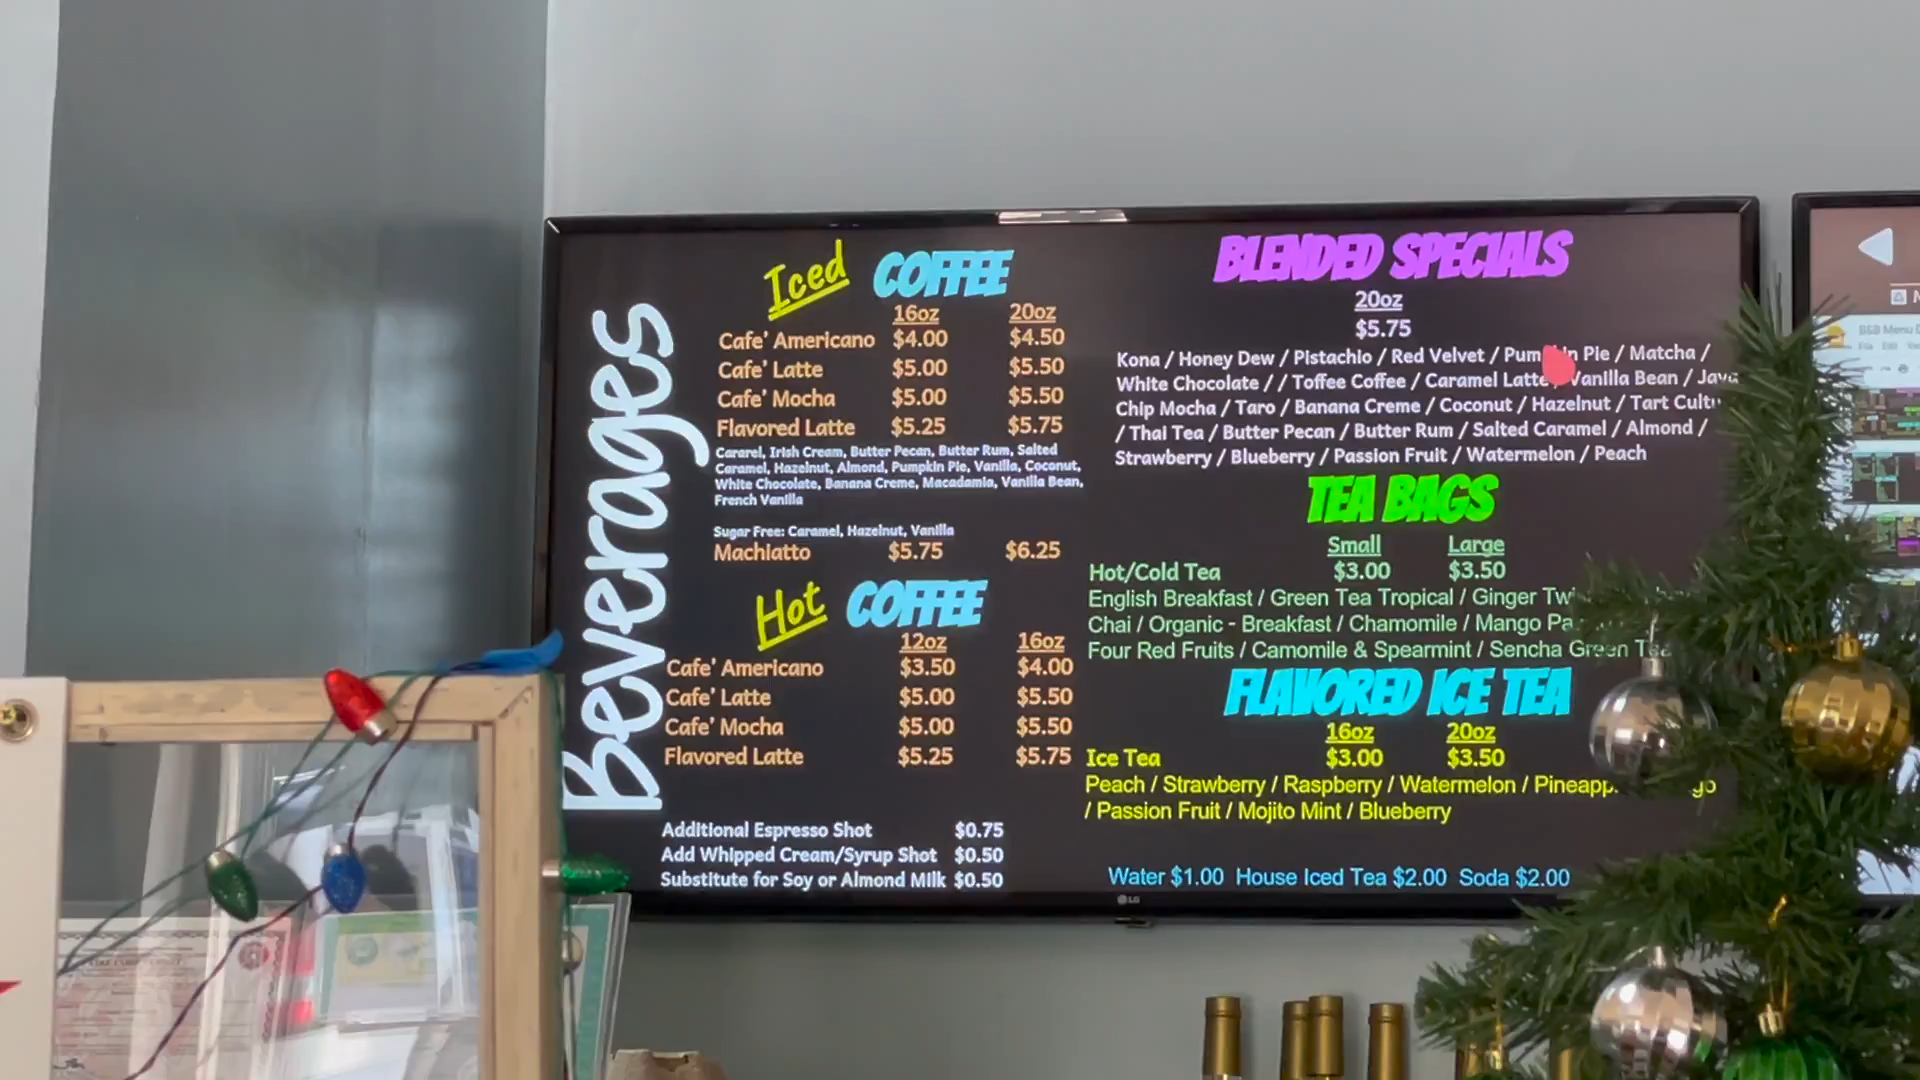 Beverages
Iced COFFEE
16oz 20oz
Cafe' Americano $4.00 $4.50
Cafe' Latte $5.00 $5.50
Cafe' Mocha $5.00 $5.50
Flavored Latte $5.25 $5.75
Cararel, Irish Cream, Butter Pecan, Butter Rum, Salted
Caramel, Hazelnut, Almond, Pumpkin Pie, Vanilla, Coconut,
White Chocolate, Banana Creme, Macadamia, Vanilla Bean,
French Vanilla
Sugar Free: Caramel, Hazelnut, Vanilla
Machiatto $5.75 $6.25
Hot COFFEE
12oz 16oz
Cafe' Americano $3.50 $4.00
Cafe' Latte $5.00 $5.50
Cafe' Mocha $5.00 $5.50
Flavored Latte $5.25 $5.75
Additional Espresso Shot $0.75
Add Whipped Cream/Syrup Shot $0.50
Substitute for Soy or Almond Milk $0.50
BLENDED SPECIALS
20oz
$5.75
Kona / Honey Dew / Pistachio / Red Velvet / Pumpkin Pie / Matcha /
White Chocolate / / Toffee Coffee / Caramel Latte / Vanilla Bean / Java
Chip Mocha / Taro / Banana Creme / Coconut / Hazelnut / Tart
/ Thai Tea / Butter Pecan / Butter Rum / Salted Caramel / Almond /
Strawberry / Blueberry / Passion Fruit / Watermelon / Peach
TEA BAGS
Small Large
Hot/Cold Tea $3.00 $3.50
English Breakfast / Green Tea Tropical / Ginger
Chai / Organic - Breakfast / Chamomile / Mango
Four Red Fruits / Camomile & Spearmint / Sencha Green Tea
FLAVORED ICE TEA
16oz 20oz
Ice Tea $3.00 $3.50
Peach / Strawberry / Raspberry / Watermelon /
/ Passion Fruit / Mojito Mint / Blueberry
Water $1.00 House Iced Tea $2.00 Soda $2.00
LG
B&B Menu
File Edit